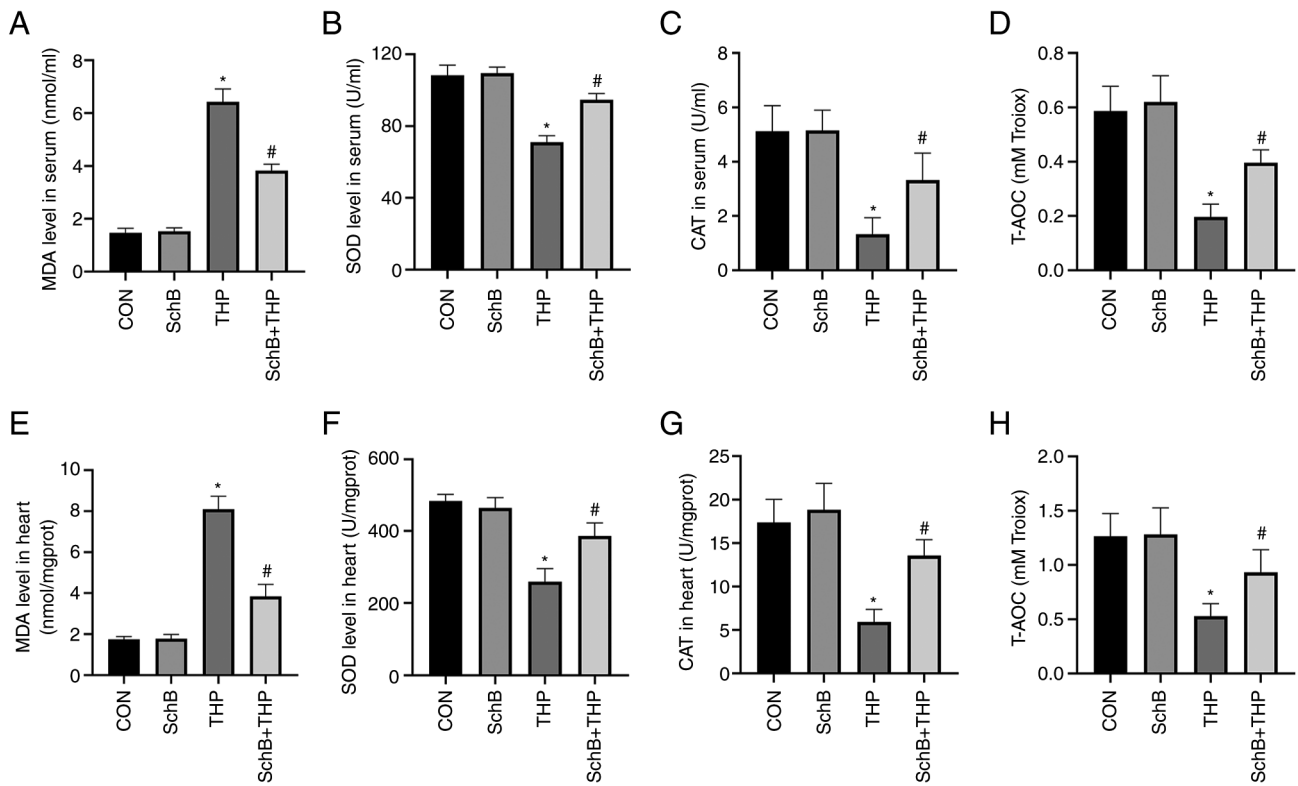 A
MDA level in serum (nmol/ml)
8
6
4
2
0
*
#
CON
SchB
THP
SchB+THP
B
SOD level in serum (U/ml)
120
80
40
0
*
#
CON
SchB
THP
SchB+THP
C
CAT in serum (U/ml)
8
6
4
2
0
*
#
CON
SchB
THP
SchB+THP
D
T-AOC (mM Troiox)
0.8
0.6
0.4
0.2
0.0
*
#
CON
SchB
THP
SchB+THP
E
MDA level in heart
(nmol/mgprot)
10
8
6
4
2
0
*
#
CON
SchB
THP
SchB+THP
F
SOD level in heart (U/mgprot)
600
400
200
0
*
#
CON
SchB
THP
SchB+THP
G
CAT in heart (U/mgprot)
25
20
15
10
5
0
*
#
CON
SchB
THP
SchB+THP
H
T-AOC (mM Troiox)
2.0
1.5
1.0
0.5
0.0
*
#
CON
SchB
THP
SchB+THP